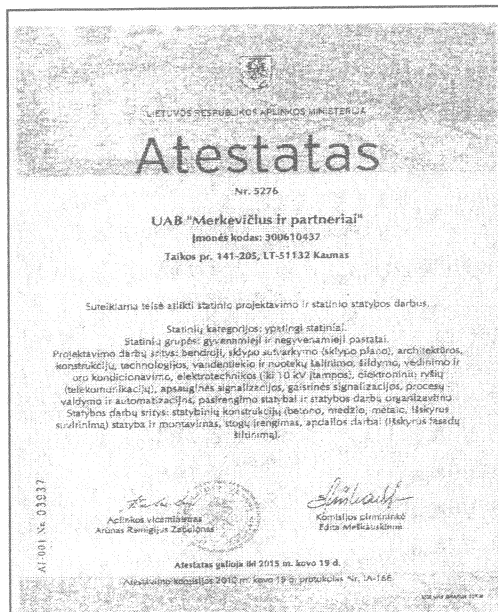 LIETUVOS RESPUBLIKOS APLINKOS MINISTERIJA
Atestatas
Nr. 5276
UAB "Merkevičius ir partneriai"
Įmonės kodas: 300610437
Taikos pr. 141-205, LT-51132 Kaunas
Suteikiama teisė atlikti statinio projektavimo ir statinio statybos darbus.
Statinių kategorijos: ypatingi statiniai.
Statinių grupės: gyvenamieji ir negyvenamieji pastatai.
Projektavimo darbų sritys: bendroji, sklypo sutvarkymo (sklypo plano), architektūros,
konstrukcijų, technologijos, vandentiekio ir nuotekų šalinimo, šildymo, vėdinimo ir
oro kondicionavimo, elektrotechnikos (iki 10 kV įtampos), elektroninių ryšių
(telekomunikacijų), apsauginės signalizacijos, gaisrinės signalizacijos, procesų
valdymo ir automatizacijos, pasirengimo statybai ir statybos darbų organizavimo
Statybos darbų sritys: statybinių konstrukcijų (betono, medžio, metalo, išskyrus
suvirinimą) statyba ir montavimas, stogų įrengimas, apdailos darbai (išskyrus fasadų
šiltinimą).
Aplinkos viceministras
Arūnas Remigijus Zabulėnas
Komisijos pirmininkė
Edita Meškauskienė
Atestatas galioja iki 2015 m. kovo 19 d.
Atestavimo komisijos 2010 m. kovo 19 d. protokolas Nr. IA-166
A1-001 Nr. 03937